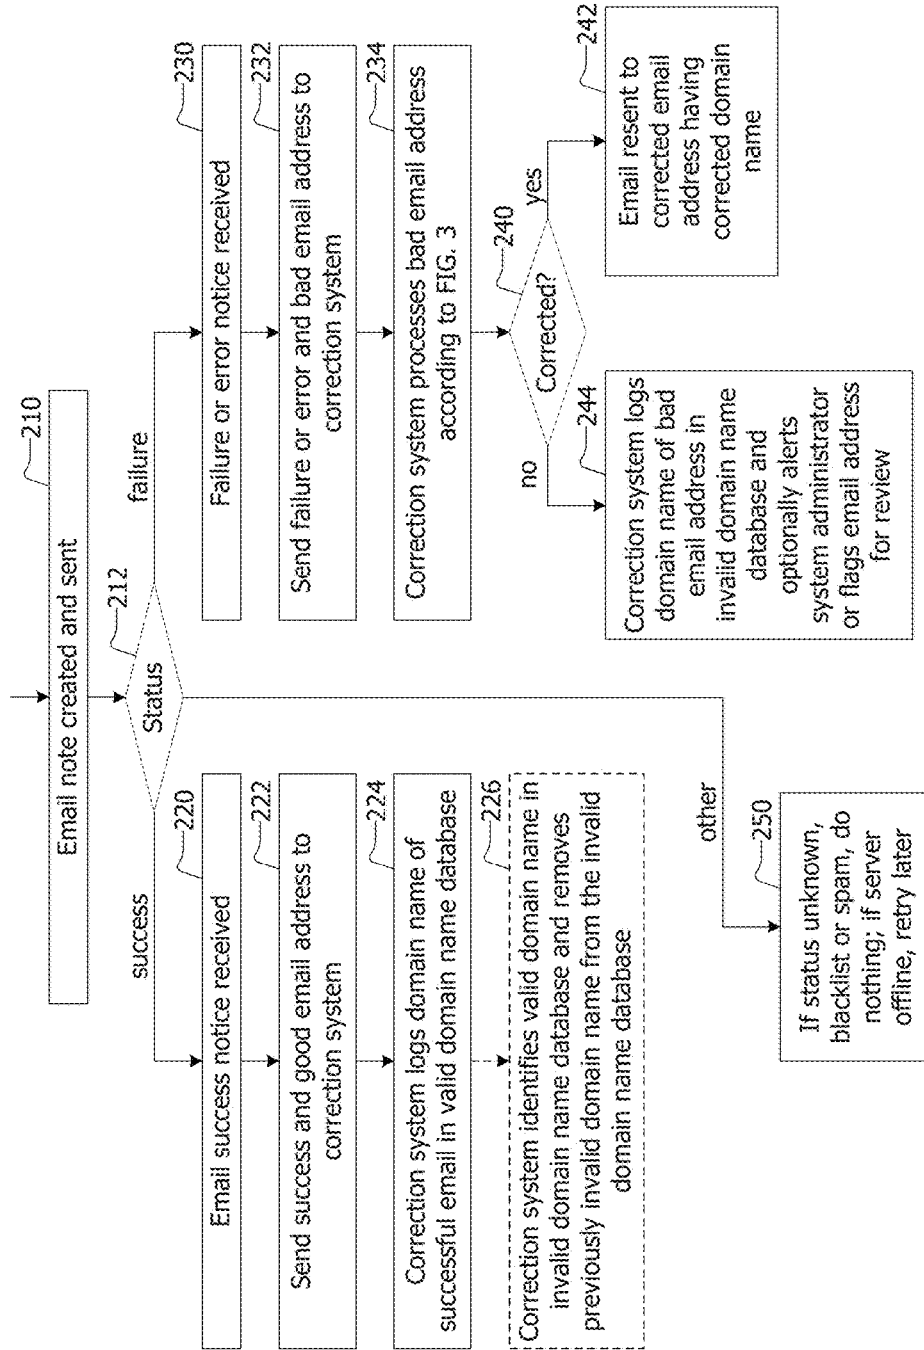 210
Email note created and sent
212
Status
success
failure
other
220
Email success notice received
222
Send success and good email address to
correction system
224
Correction system logs domain name of
successful email in valid domain name database
226
Correction system identifies valid domain name in
invalid domain name database and removes
previously invalid domain name from the invalid
domain name database
230
Failure or error notice received
232
Send failure or error and bad email address to
correction system
234
Correction system processes bad email address
according to FIG. 3
240
Corrected?
no
yes
244
Correction system logs
domain name of bad
email address in
invalid domain name
database and
optionally alerts
system administrator
or flags email address
for review
242
Email resent to
corrected email
address having
corrected domain
name
250
If status unknown,
blacklist or spam, do
nothing; if server
offline, retry later